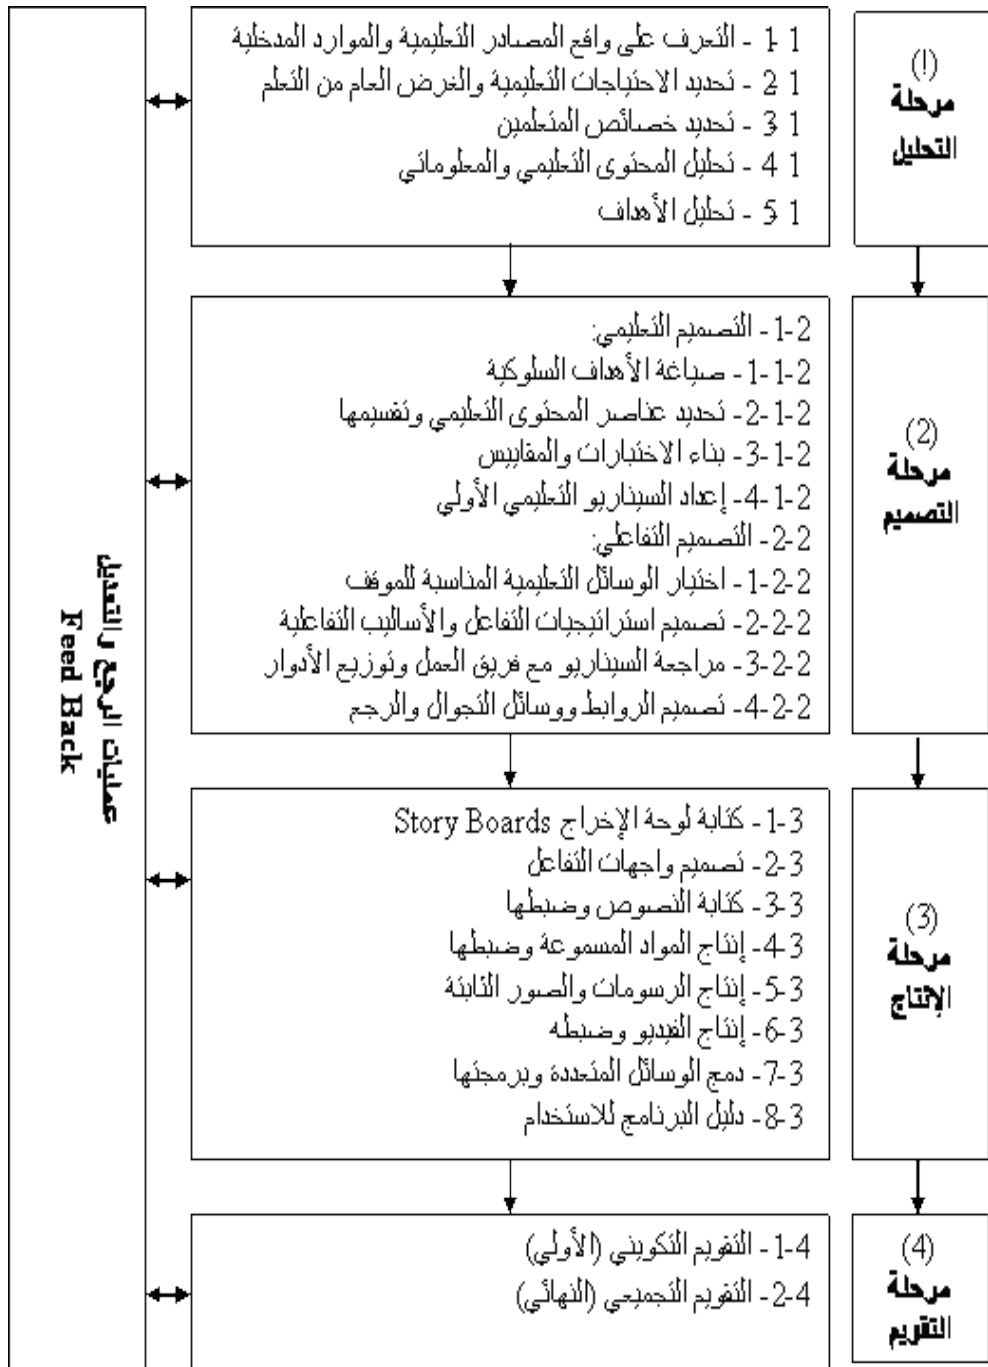 (!)
مرحلة
التحليل
1-1 - التعرف على واقع المصادر التعليمية والموارد المدخلية
2-1 - تحديد الاحتياجات التعليمية والغرض العام من التعلم
3-1 - تحديد خصائص المتعلمين
4-1 - تحليل المحتوى التعليمي والمعلوماتي
5-1 - تحليل الأهداف
(2)
مرحلة
التصميم
2-1- التصميم التعليمي:
2-1-1- صياغة الأهداف السلوكية
2-1-2- تحديد عناصر المحتوى التعليمي وتقسيمها
2-1-3- بناء الاختبارات والمقاييس
2-1-4- إعداد السيناريو التعليمي الأولي
2-2- التصميم التفاعلي:
2-2-1- اختيار الوسائل التعليمية المناسبة للموقف
2-2-2- تصميم استراتيجيات التفاعل والأساليب التفاعلية
2-2-3- مراجعة السيناريو مع فريق العمل وتوزيع الأدوار
2-2-4- تصميم الروابط ووسائل التجوال والرجع
(3)
مرحلة
الإنتاج
3-1- كتابة لوحة الإخراج Story Boards
3-2- تصميم واجهات التفاعل
3-3- كتابة النصوص وضبطها
3-4- إنتاج المواد المسموعة وضبطها
3-5- إنتاج الرسومات والصور الثابتة
3-6- إنتاج الفيديو وضبطه
3-7- دمج الوسائل المتعددة وبرمجتها
3-8- دليل البرنامج للاستخدام
(4)
مرحلة
التقويم
4-1- التقويم التكويني (الأولي)
4-2- التقويم التجميعي (النهائي)
عمليات الرجع والتعديل
Feed Back